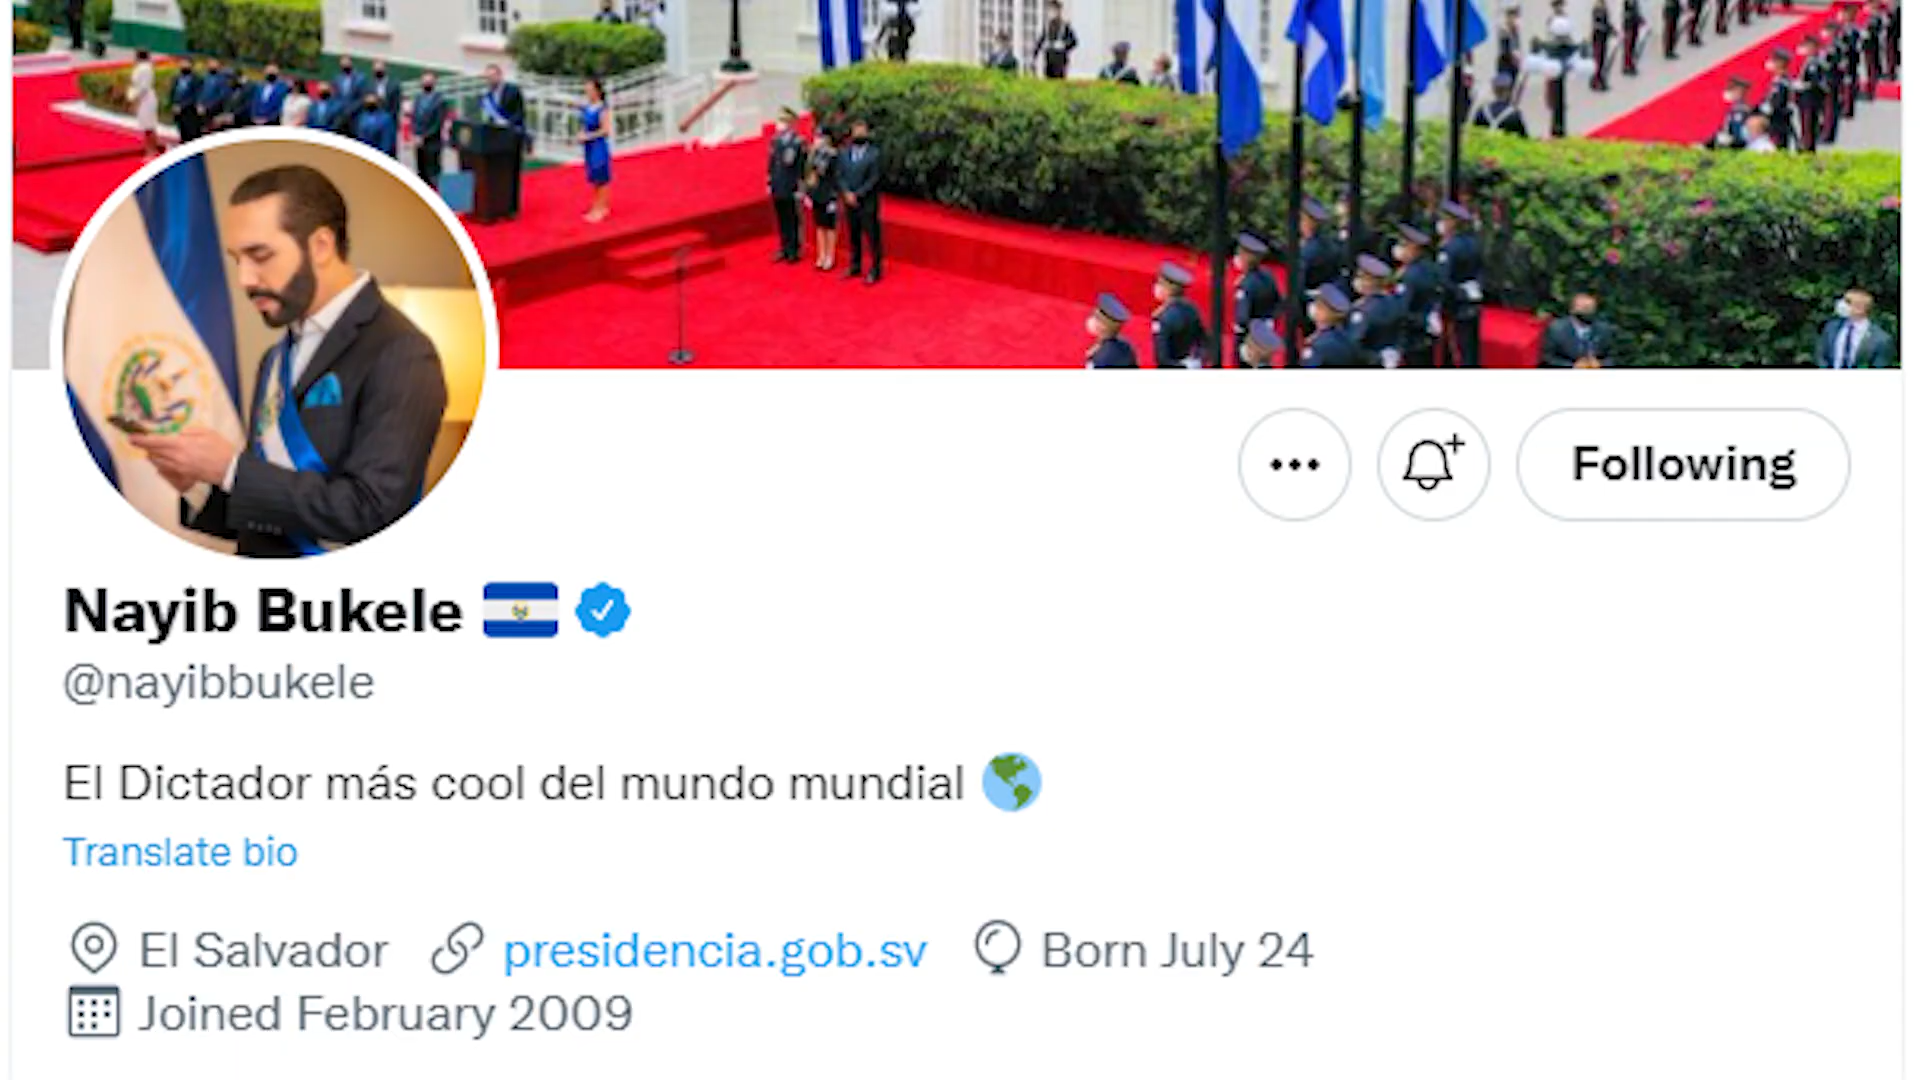 Following
Nayib Bukele
@nayibbukele
El Dictador más cool del mundo mundial
Translate bio
El Salvador presidencia.gob.sv Born July 24
Joined February 2009